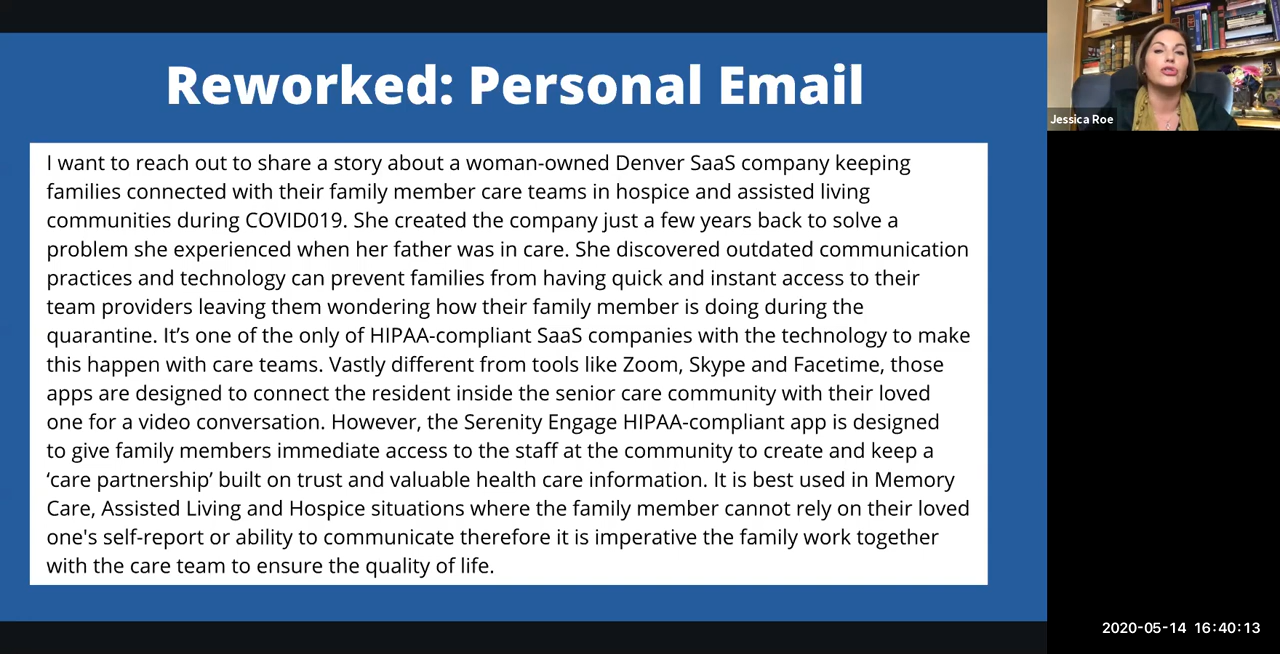 Reworked: Personal Email
I want to reach out to share a story about a woman-owned Denver SaaS company keeping
families connected with their family member care teams in hospice and assisted living
communities during COVID019. She created the company just a few years back to solve a
problem she experienced when her father was in care. She discovered outdated communication
practices and technology can prevent families from having quick and instant access to their
team providers leaving them wondering how their family member is doing during the
quarantine. It’s one of the only of HIPAA-compliant SaaS companies with the technology to make
this happen with care teams. Vastly different from tools like Zoom, Skype and Facetime, those
apps are designed to connect the resident inside the senior care community with their loved
one for a video conversation. However, the Serenity Engage HIPAA-compliant app is designed
to give family members immediate access to the staff at the community to create and keep a
‘care partnership’ built on trust and valuable health care information. It is best used in Memory
Care, Assisted Living and Hospice situations where the family member cannot rely on their loved
one's self-report or ability to communicate therefore it is imperative the family work together
with the care team to ensure the quality of life.
Jessica Roe
2020-05-14 16:40:13